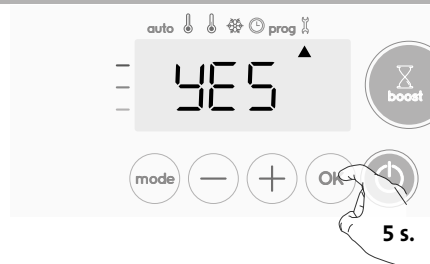 auto prog
YES
boost
mode − + OK
5 s.